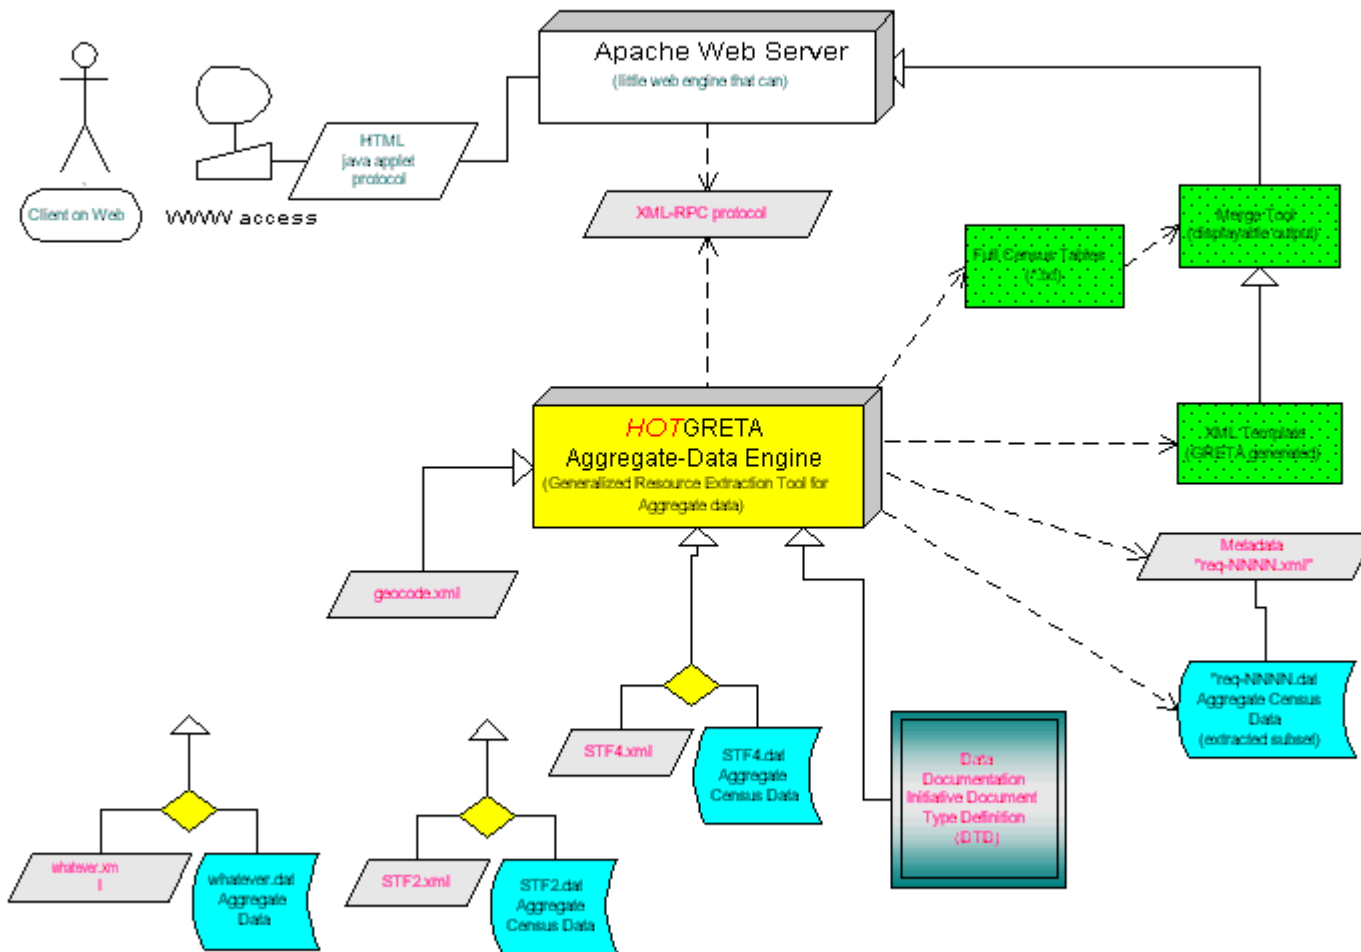 Apache Web Server
(little web engine that can)
HTML
java applet
protocol
Client on Web
WWW access
XML-RPC protocol
Merge Tool
(displayable output)
Full Census Tables
(*.txt)
HOTGRETA
Aggregate-Data Engine
(Generalized Resource Extraction Tool for
Aggregate data)
XML Template
(GRETA generated)
Metadata
"req-NNNN.xml"
geocode.xml
"req-NNNN.dat
Aggregate Census
Data
(extracted subset)
STF4.xml
STF4.dat
Aggregate
Census Data
Data
Documentation
Initiative Document
Type Definition
(DTD)
whatever.xm
l
whatever.dat
Aggregate
Data
STF2.xml
STF2.dat
Aggregate
Census Data